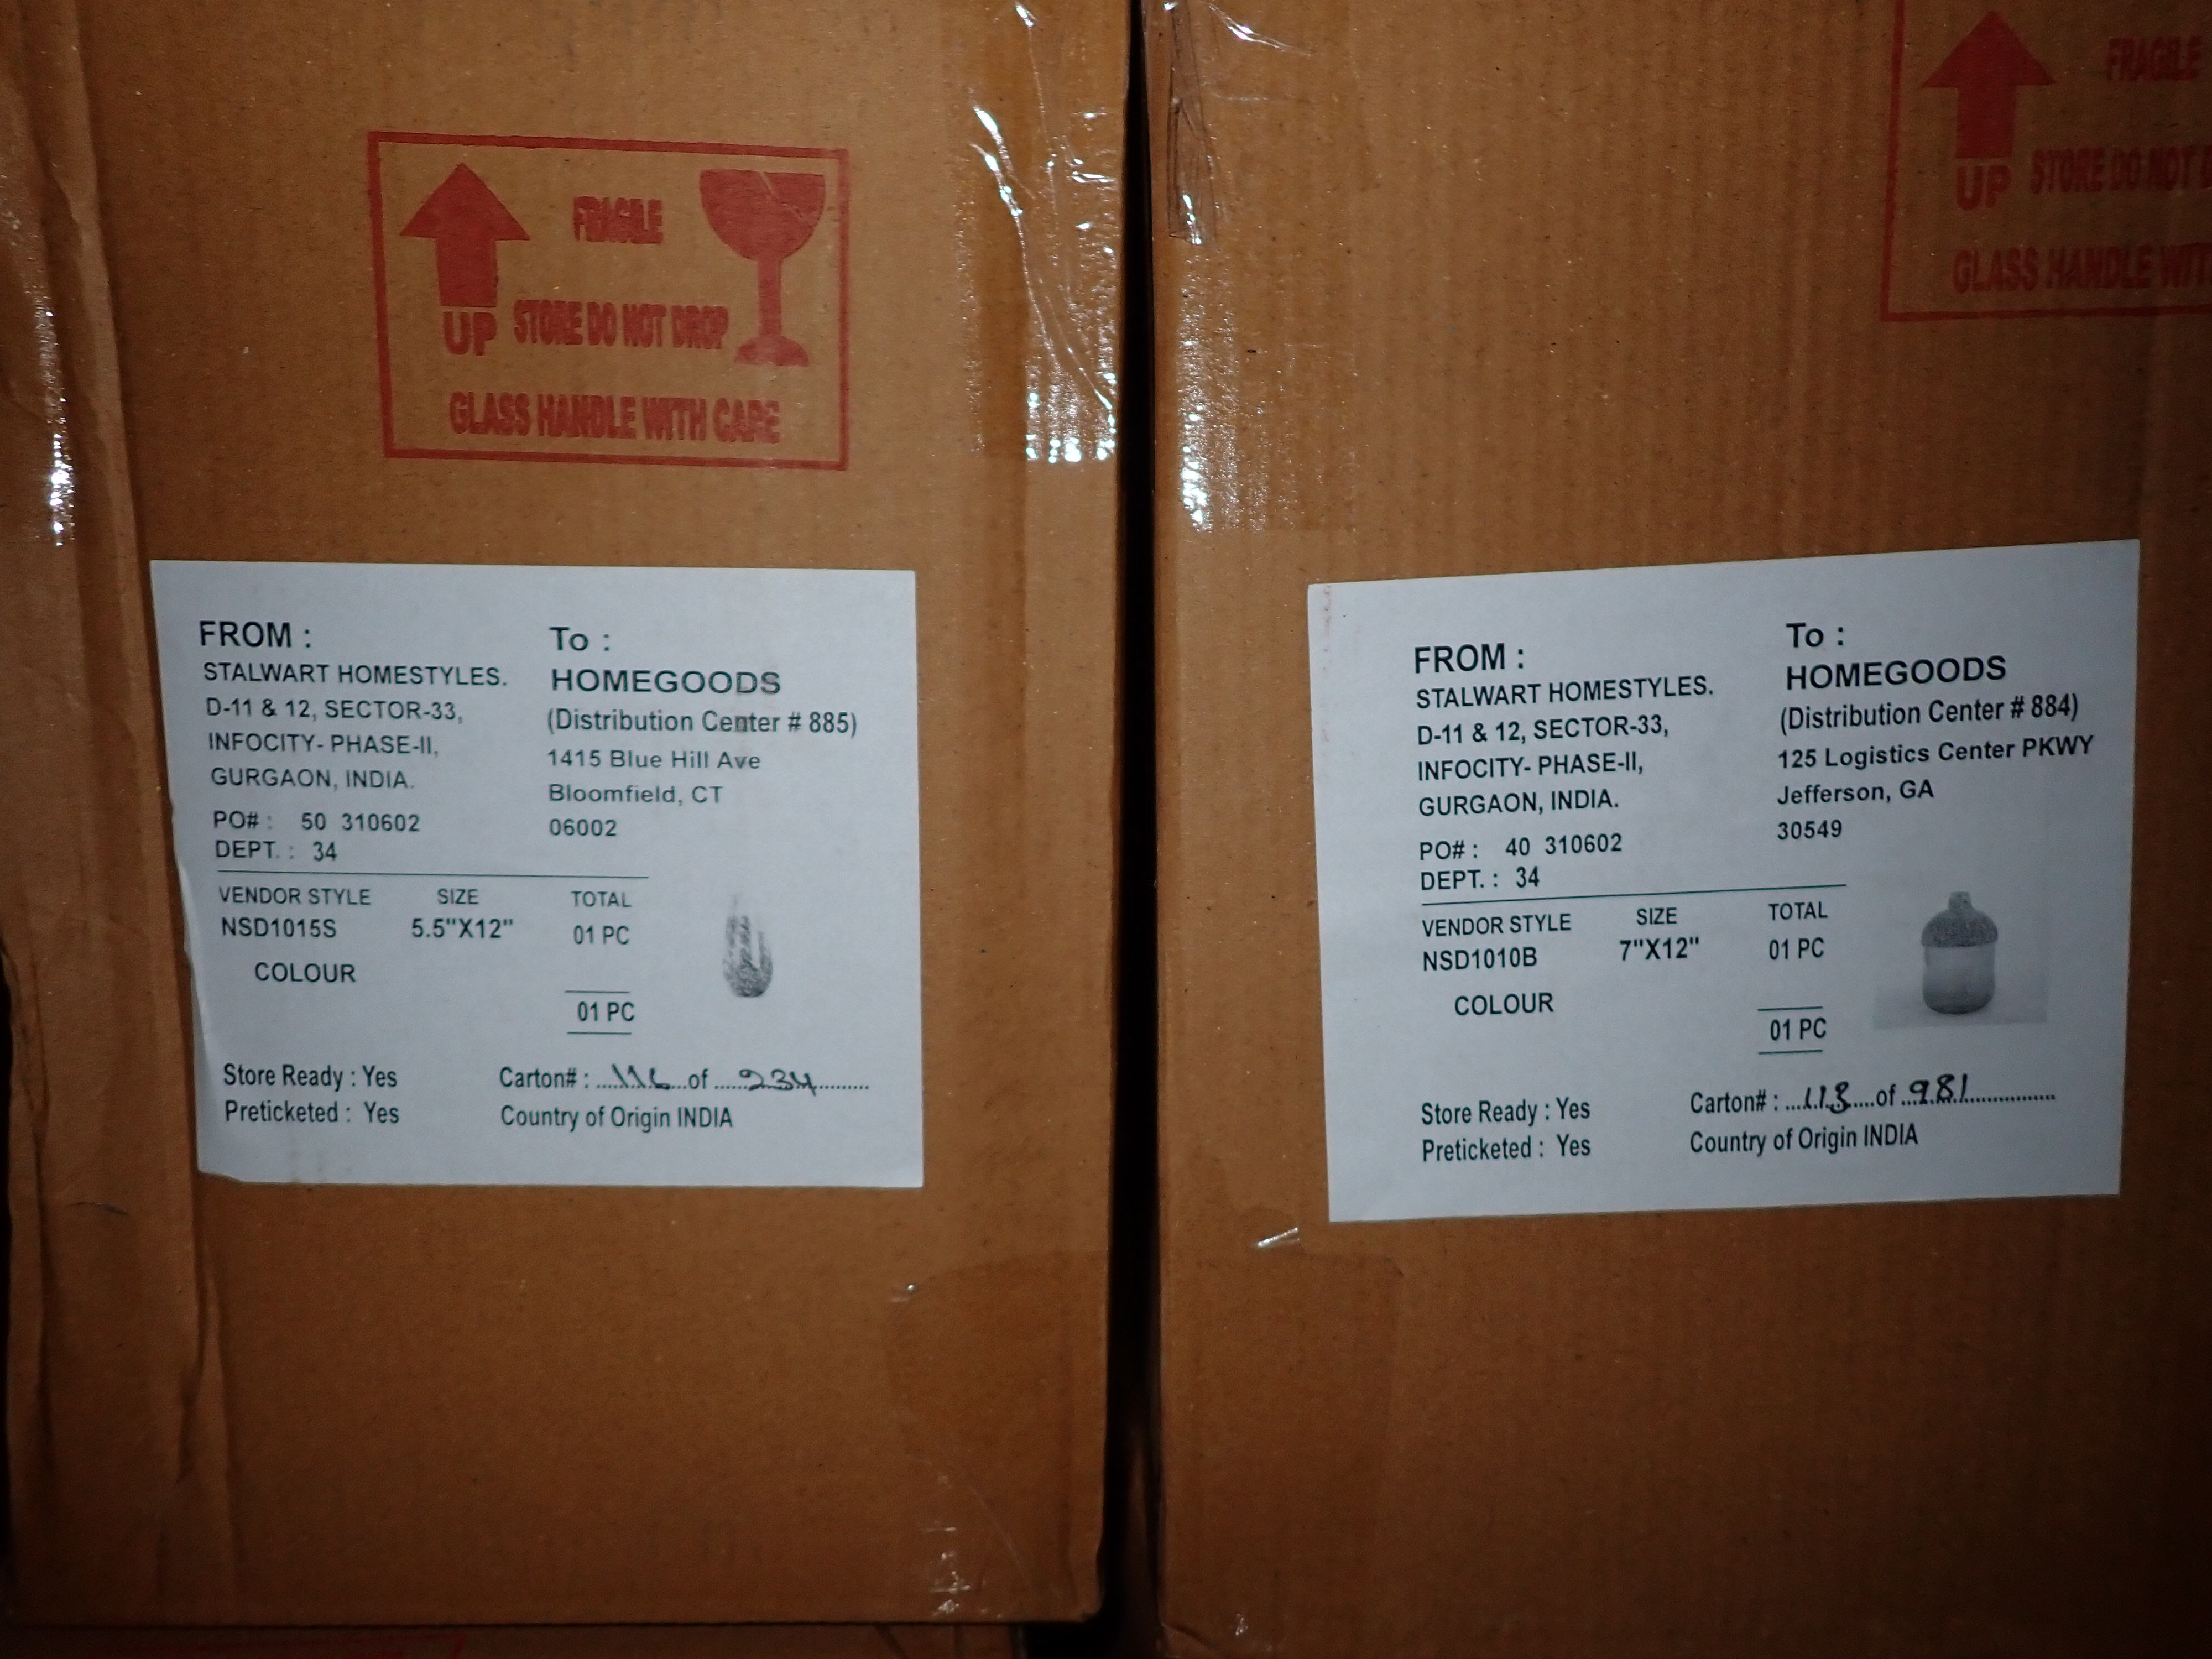 FRAGILE
UP STORE DO NOT DROP
GLASS HANDLE WITH CARE
FROM :
STALWART HOMESTYLES.
D-11 & 12, SECTOR-33,
INFOCITY- PHASE-II,
GURGAON, INDIA.
PO# : 50 310602
DEPT. : 34
To :
HOMEGOODS
(Distribution Center # 885)
1415 Blue Hill Ave
Bloomfield, CT
06002
VENDOR STYLE SIZE TOTAL
NSD1015S 5.5"X12" 01 PC
COLOUR
01 PC
Store Ready : Yes Carton# : 116 of 234
Preticketed : Yes Country of Origin INDIA
FRAGILE
UP STORE DO NOT
GLASS HANDLE WITH
FROM :
STALWART HOMESTYLES.
D-11 & 12, SECTOR-33,
INFOCITY- PHASE-II,
GURGAON, INDIA.
PO# : 40 310602
DEPT. : 34
To :
HOMEGOODS
(Distribution Center # 884)
125 Logistics Center PKWY
Jefferson, GA
30549
VENDOR STYLE SIZE TOTAL
NSD1010B 7"X12" 01 PC
COLOUR
01 PC
Store Ready : Yes Carton# : 113 of 981
Preticketed : Yes Country of Origin INDIA